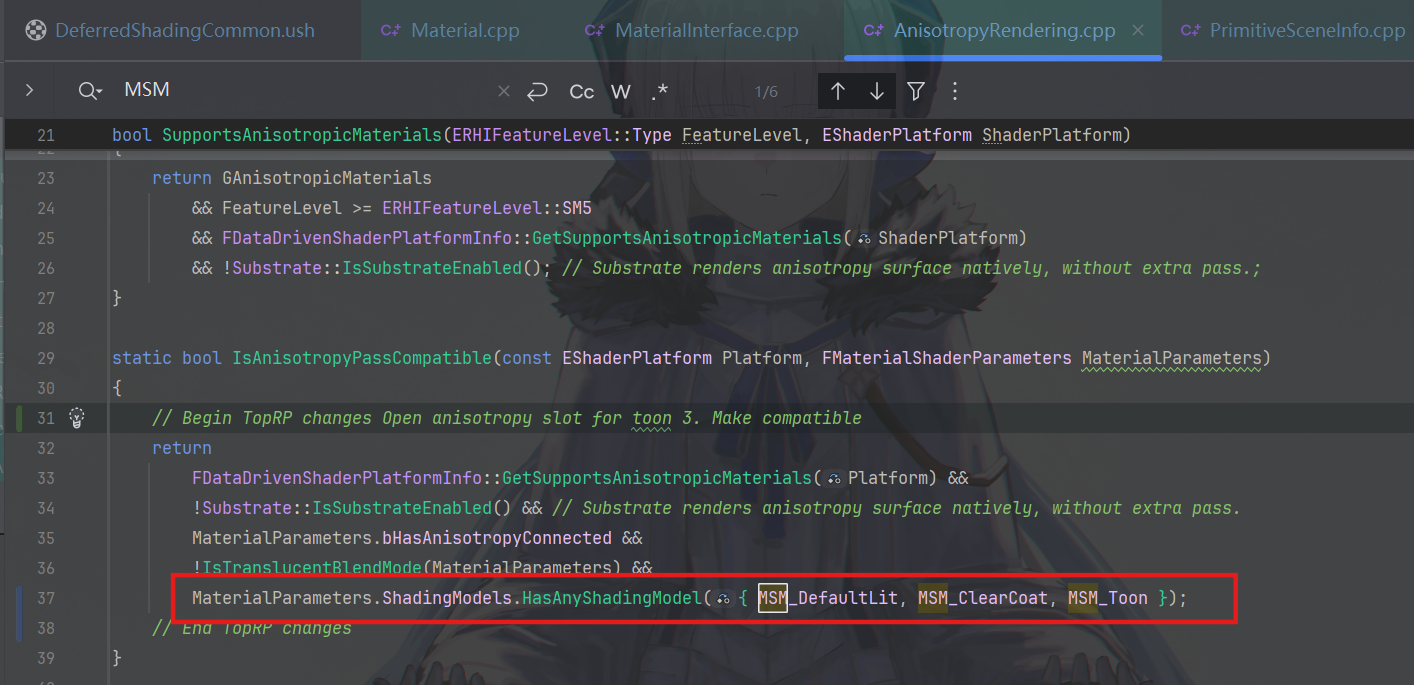 DeferredShadingCommon.ush Material.cpp MaterialInterface.cpp AnisotropyRendering.cpp PrimitiveSceneInfo.cpp
MSM Cc W .* 1/6
21 bool SupportsAnisotropicMaterials(ERHIFeatureLevel::Type FeatureLevel, EShaderPlatform ShaderPlatform)
{
23 return GAnisotropicMaterials
24 && FeatureLevel >= ERHIFeatureLevel::SM5
25 && FDataDrivenShaderPlatformInfo::GetSupportsAnisotropicMaterials(ShaderPlatform)
26 && !Substrate::IsSubstrateEnabled(); // Substrate renders anisotropy surface natively, without extra pass.;
27 }
28
29 static bool IsAnisotropyPassCompatible(const EShaderPlatform Platform, FMaterialShaderParameters MaterialParameters)
30 {
31 // Begin TopRP changes Open anisotropy slot for toon 3. Make compatible
32 return
33 FDataDrivenShaderPlatformInfo::GetSupportsAnisotropicMaterials(Platform) &&
34 !Substrate::IsSubstrateEnabled() && // Substrate renders anisotropy surface natively, without extra pass.
35 MaterialParameters.bHasAnisotropyConnected &&
36 !IsTranslucentBlendMode(MaterialParameters) &&
37 MaterialParameters.ShadingModels.HasAnyShadingModel({ MSM_DefaultLit, MSM_ClearCoat, MSM_Toon });
38 // End TopRP changes
39 }